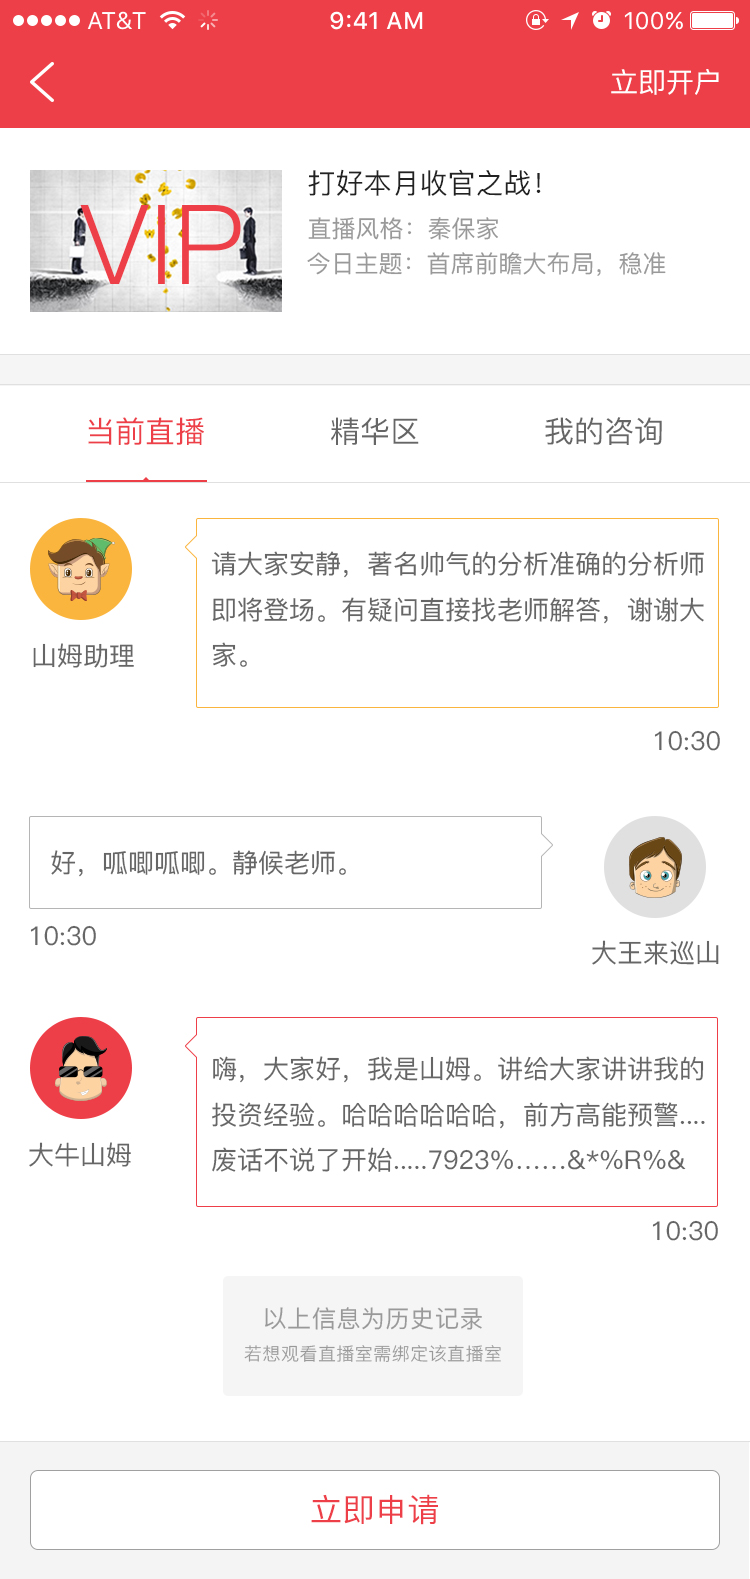 AT&T 9:41 AM 100%
立即开户
VIP
打好本月收官之战!
直播风格：秦保家
今日主题：首席前瞻大布局，稳准
当前直播 精华区 我的咨询
请大家安静，著名帅气的分析准确的分析师
即将登场。有疑问直接找老师解答，谢谢大
家。
山姆助理
10:30
好，呱唧呱唧。静候老师。
10:30
大王来巡山
嗨，大家好，我是山姆。讲给大家讲讲我的
投资经验。哈哈哈哈哈哈，前方高能预警....
废话不说了开始.....7923%……&*%R%&
大牛山姆
10:30
以上信息为历史记录
若想观看直播室需绑定该直播室
立即申请